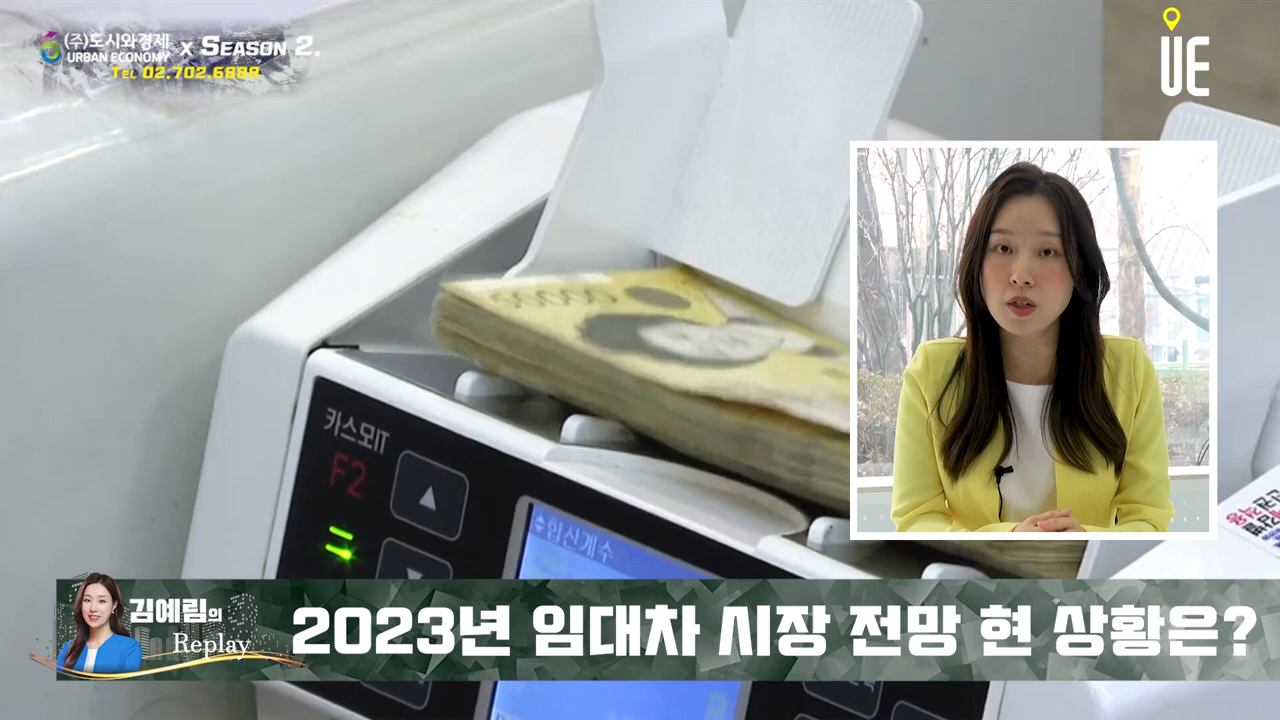 (주)도시와경제
URBAN ECONOMY
x SEASON 2.
TEL 02.702.6888
UE
50000
카스모IT
F2
합산계수
김예림의
Replay
2023년 임대차 시장 전망 현 상황은?